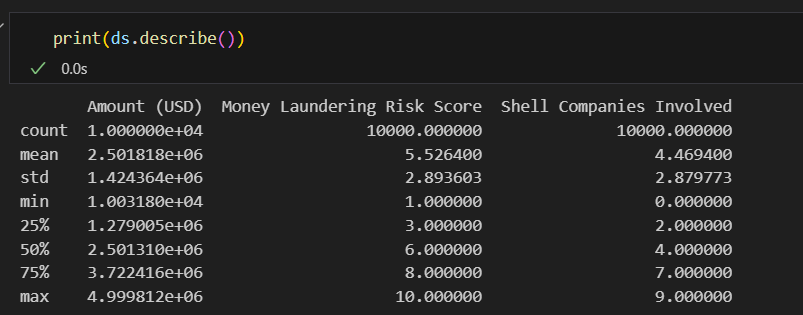 print(ds.describe())
0.0s
Amount (USD) Money Laundering Risk Score Shell Companies Involved
count 1.000000e+04 10000.000000 10000.000000
mean 2.501818e+06 5.526400 4.469400
std 1.424364e+06 2.893603 2.879773
min 1.003180e+04 1.000000 0.000000
25% 1.279005e+06 3.000000 2.000000
50% 2.501310e+06 6.000000 4.000000
75% 3.722416e+06 8.000000 7.000000
max 4.999812e+06 10.000000 9.000000